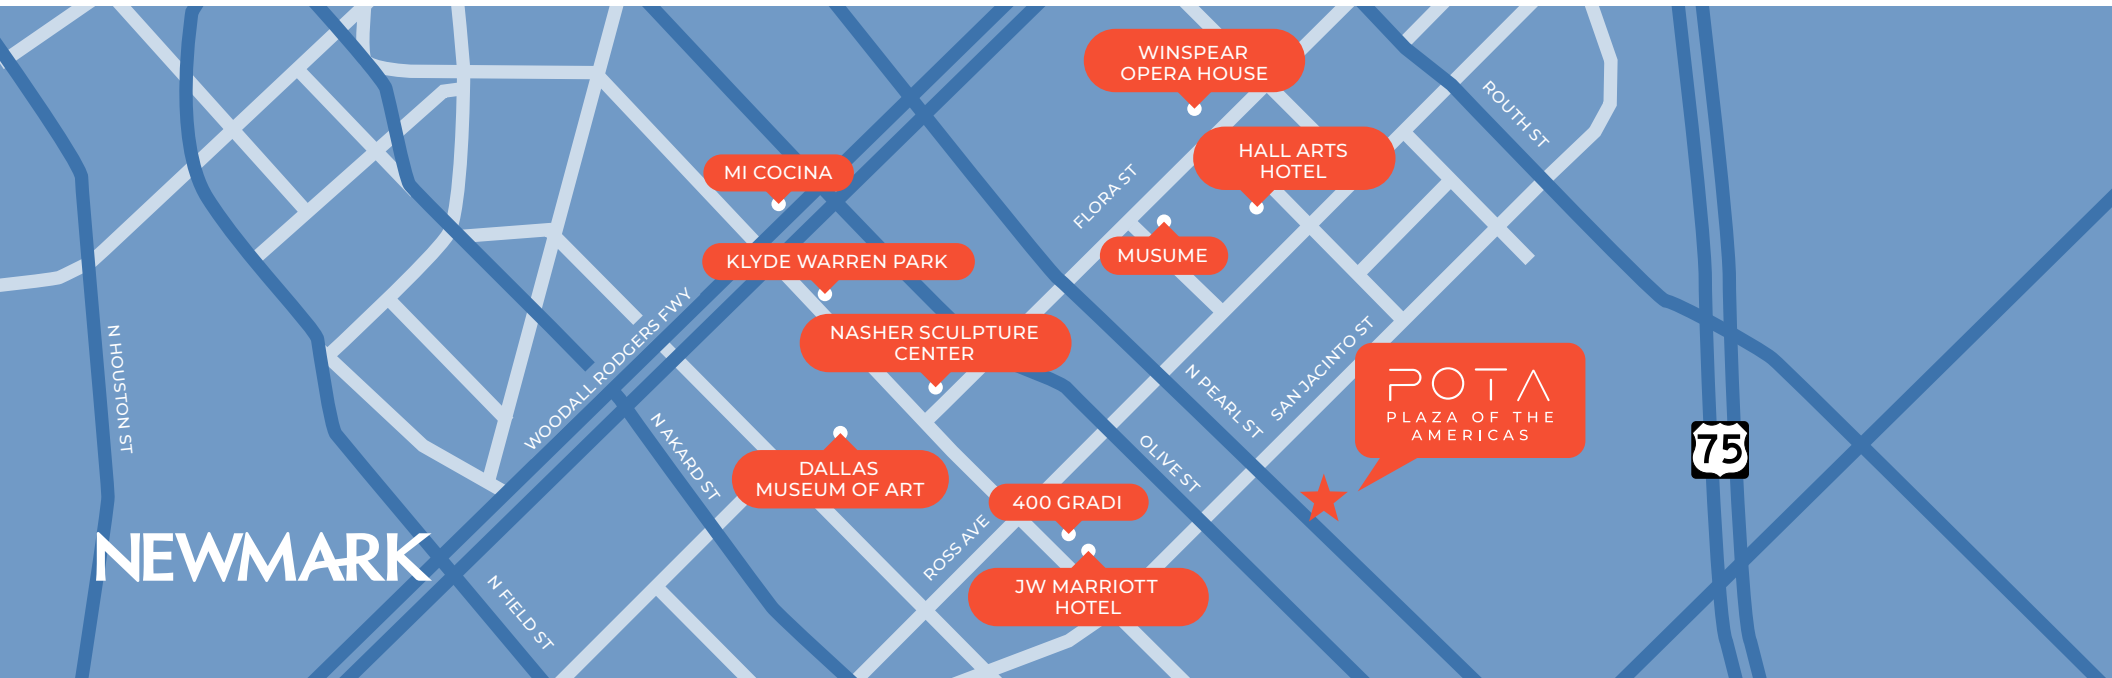 WINSPEAR
OPERA HOUSE
ROUTH ST
HALL ARTS
HOTEL
MI COCINA
FLORA ST
MUSUME
KLYDE WARREN PARK
NASHER SCULPTURE
CENTER
WOODALL RODGERS FWY
N HOUSTON ST
SAN JACINTO ST
N PEARL ST
POTA
PLAZA OF THE
AMERICAS
75
N AKARD ST
DALLAS
MUSEUM OF ART
OLIVE ST
400 GRADI
ROSS AVE
NEWMARK
JW MARRIOTT
HOTEL
N FIELD ST